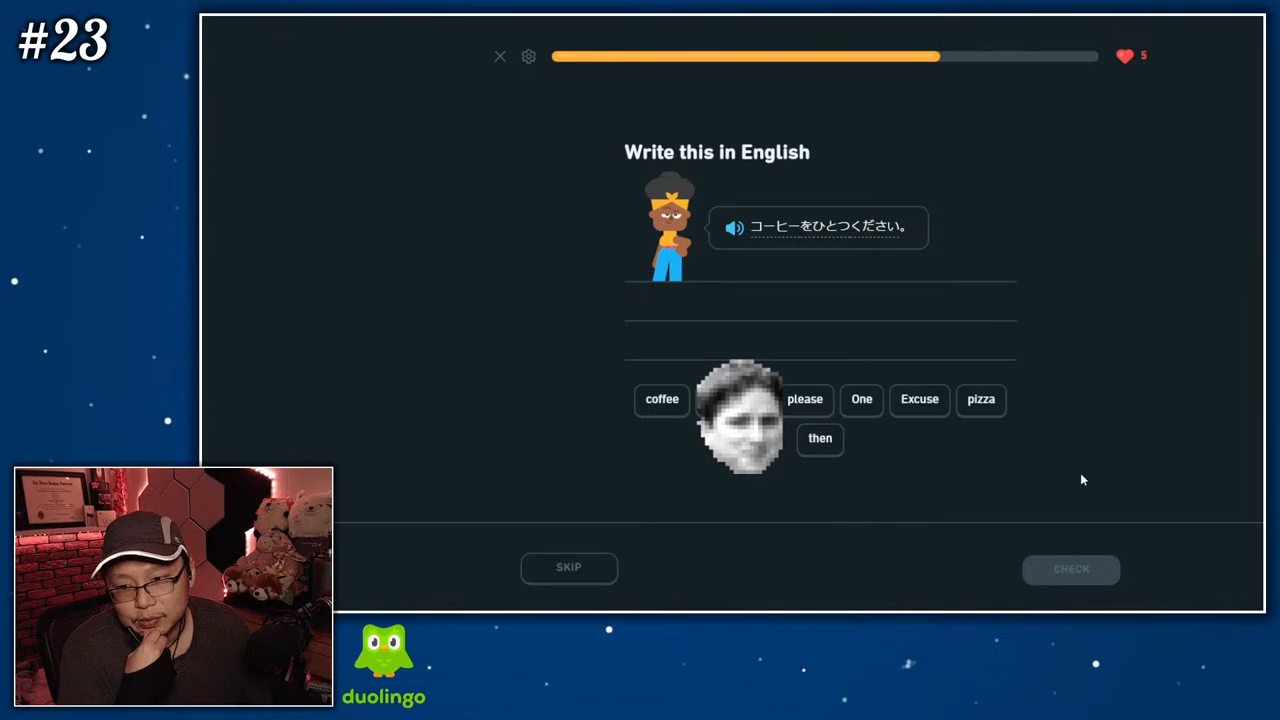 #23
5
Write this in English
コーヒーをひとつください。
coffee
please
One
Excuse
pizza
then
SKIP
CHECK
duolingo